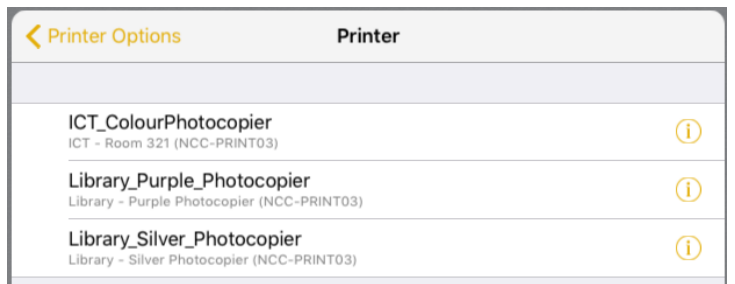 Printer Options
Printer
ICT_ColourPhotocopier
ICT - Room 321 (NCC-PRINT03)
Library_Purple_Photocopier
Library - Purple Photocopier (NCC-PRINT03)
Library_Silver_Photocopier
Library - Silver Photocopier (NCC-PRINT03)